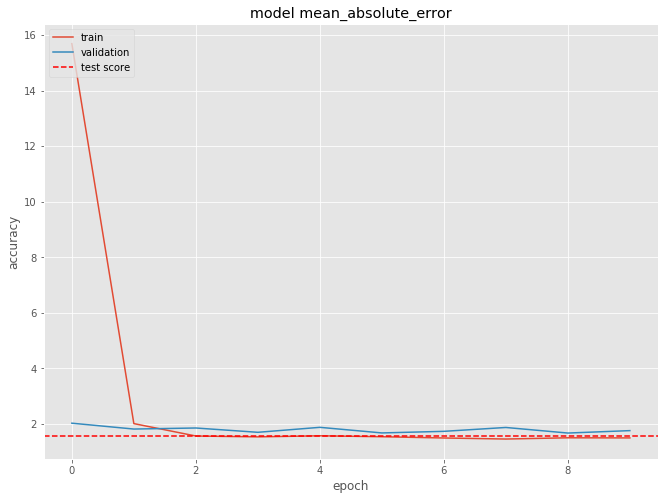 model mean_absolute_error
train
validation
test score
16
14
12
10
8
6
4
2
accuracy
0
2
4
6
8
epoch